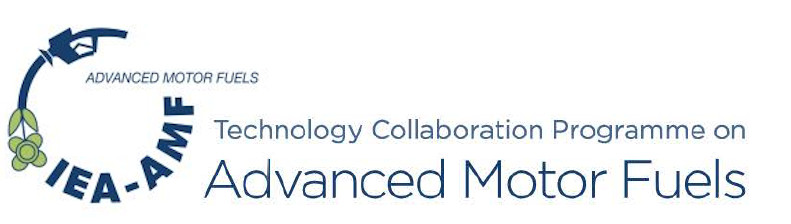 ADVANCED MOTOR FUELS
IEA-AMF
Technology Collaboration Programme on
Advanced Motor Fuels